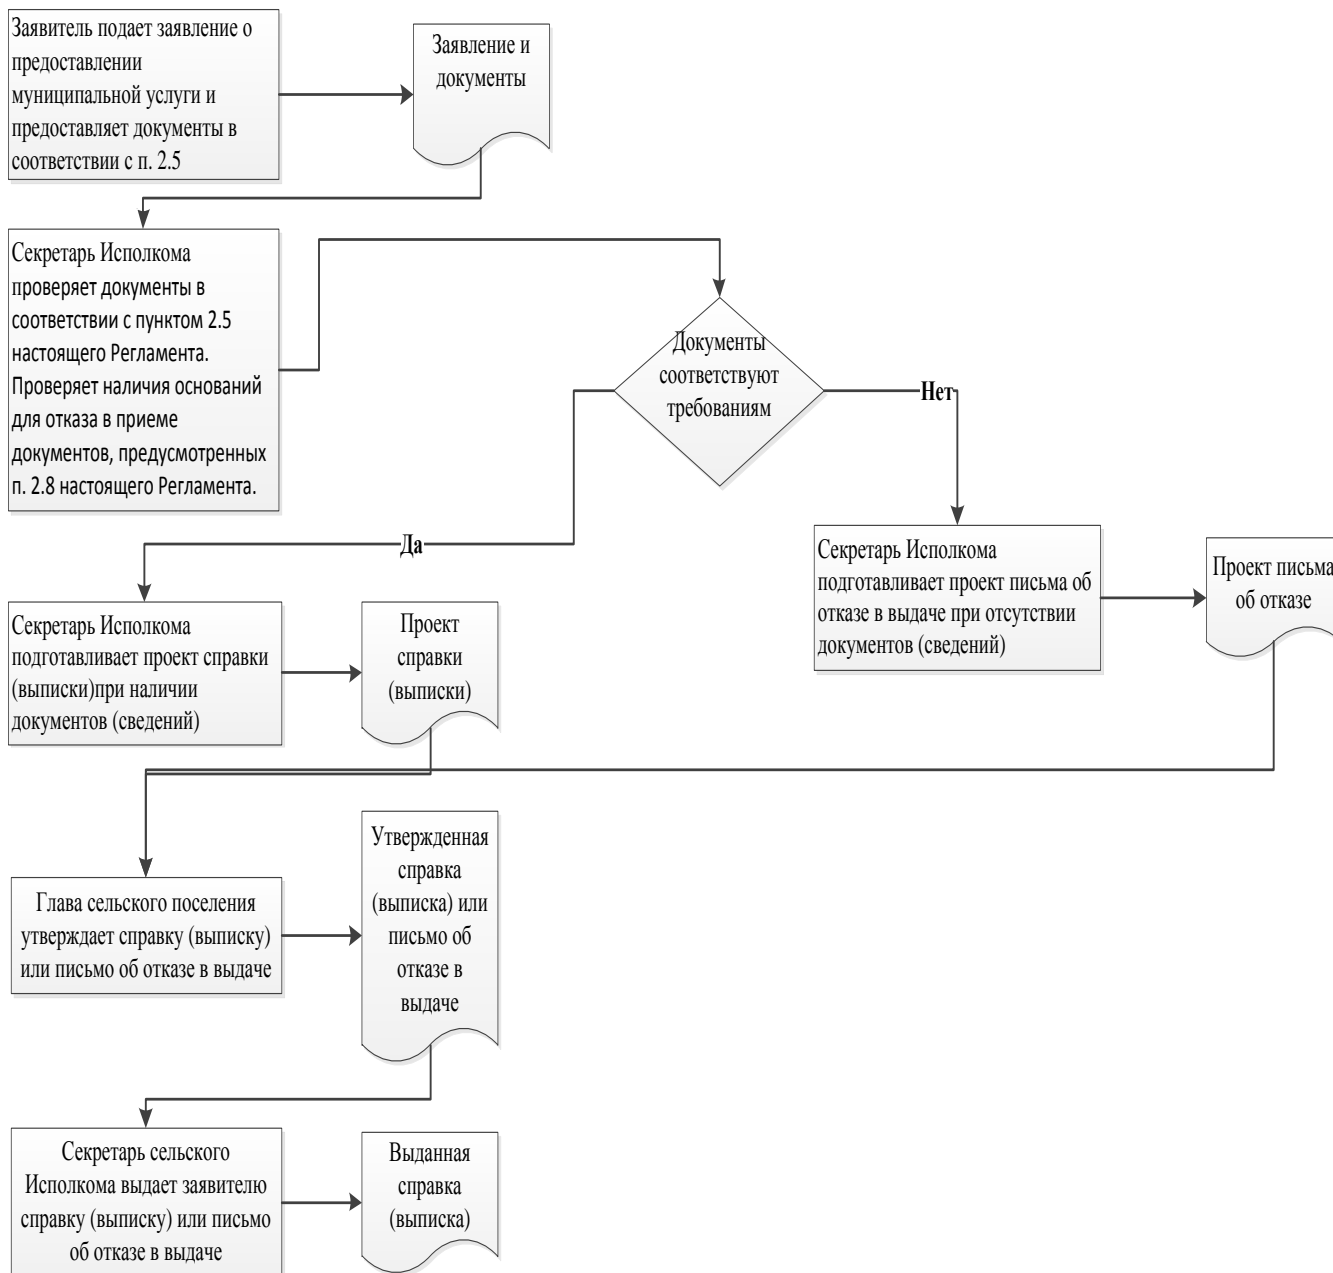 Заявитель подает заявление о
предоставлении
муниципальной услуги и
предоставляет документы в
соответствии с п. 2.5
Заявление и
документы
Секретарь Исполкома
проверяет документы в
соответствии с пунктом 2.5
настоящего Регламента.
Проверяет наличия оснований
для отказа в приеме
документов, предусмотренных
п. 2.8 настоящего Регламента.
Документы
соответствуют
требованиям
Нет
Да
Секретарь Исполкома
подготавливает проект письма об
отказе в выдаче при отсутствии
документов (сведений)
Проект письма
об отказе
Секретарь Исполкома
подготавливает проект справки
(выписки)при наличии
документов (сведений)
Проект
справки
(выписки)
Глава сельского поселения
утверждает справку (выписку)
или письмо об отказе в выдаче
Утвержденная
справка
(выписка) или
письмо об
отказе в
выдаче
Секретарь сельского
Исполкома выдает заявителю
справку (выписку) или письмо
об отказе в выдаче
Выданная
справка
(выписка)